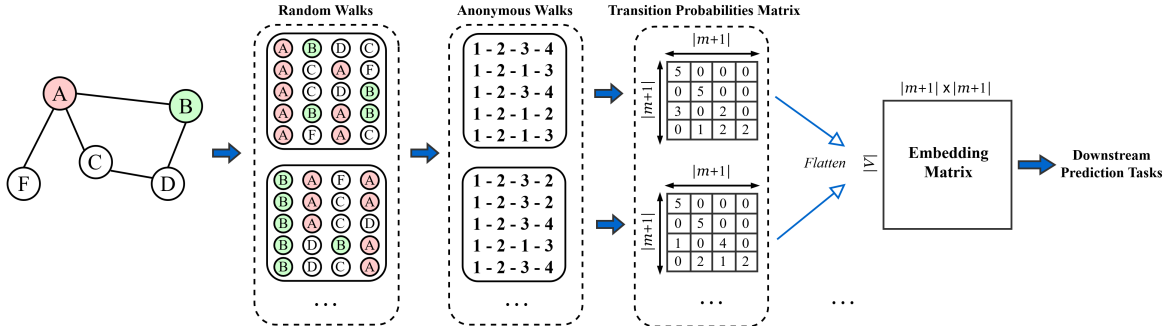 Random Walks
Anonymous Walks
Transition Probabilities Matrix
A
B
F
C
D
A B D C
A C A F
A C D B
A B A B
A F A C
B A F A
B A C A
B A C D
B D B A
B D C A
...
1 - 2 - 3 - 4
1 - 2 - 1 - 3
1 - 2 - 3 - 4
1 - 2 - 1 - 2
1 - 2 - 1 - 3
1 - 2 - 3 - 2
1 - 2 - 3 - 2
1 - 2 - 3 - 4
1 - 2 - 1 - 3
1 - 2 - 3 - 4
...
|m+1|
|m+1|
5 0 0 0
0 5 0 0
3 0 2 0
0 1 2 2
|m+1|
|m+1|
5 0 0 0
0 5 0 0
1 0 4 0
0 2 1 2
...
Flatten
...
|m+1| x|m+1|
|V|
Embedding
Matrix
Downstream
Prediction Tasks